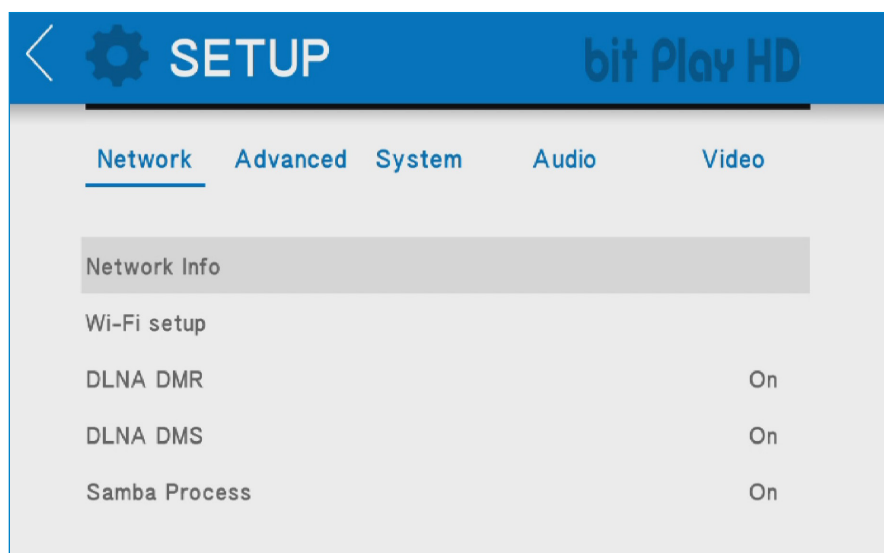 SETUP bit Play HD
Network Advanced System Audio Video
Network Info
Wi-Fi setup
DLNA DMR On
DLNA DMS On
Samba Process On